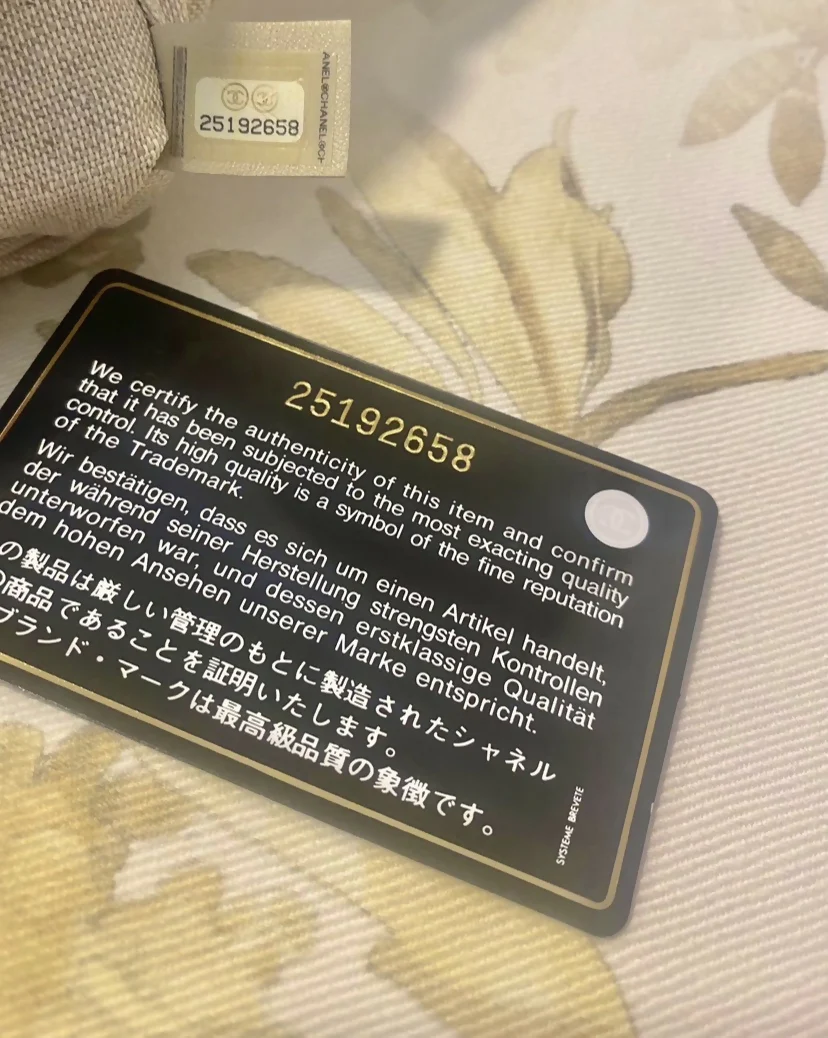 ANEL©CHANEL©CH
25192658
25192658
We certify the authenticity of this item and confirm
that it has been subjected to the most exacting quality
control. Its high quality is a symbol of the fine reputation
of the Trademark.
Wir bestätigen, dass es sich um einen Artikel handelt,
der während seiner Herstellung strengsten Kontrollen
unterworfen war, und dessen erstklassige Qualität
dem hohen Ansehen unserer Marke entspricht.
の製品は厳しい管理のもとに製造されたシャネル
の商品であることを証明いたします。
ブランド・マークは最高級品質の象徴です。
SYSTEME BREVETE